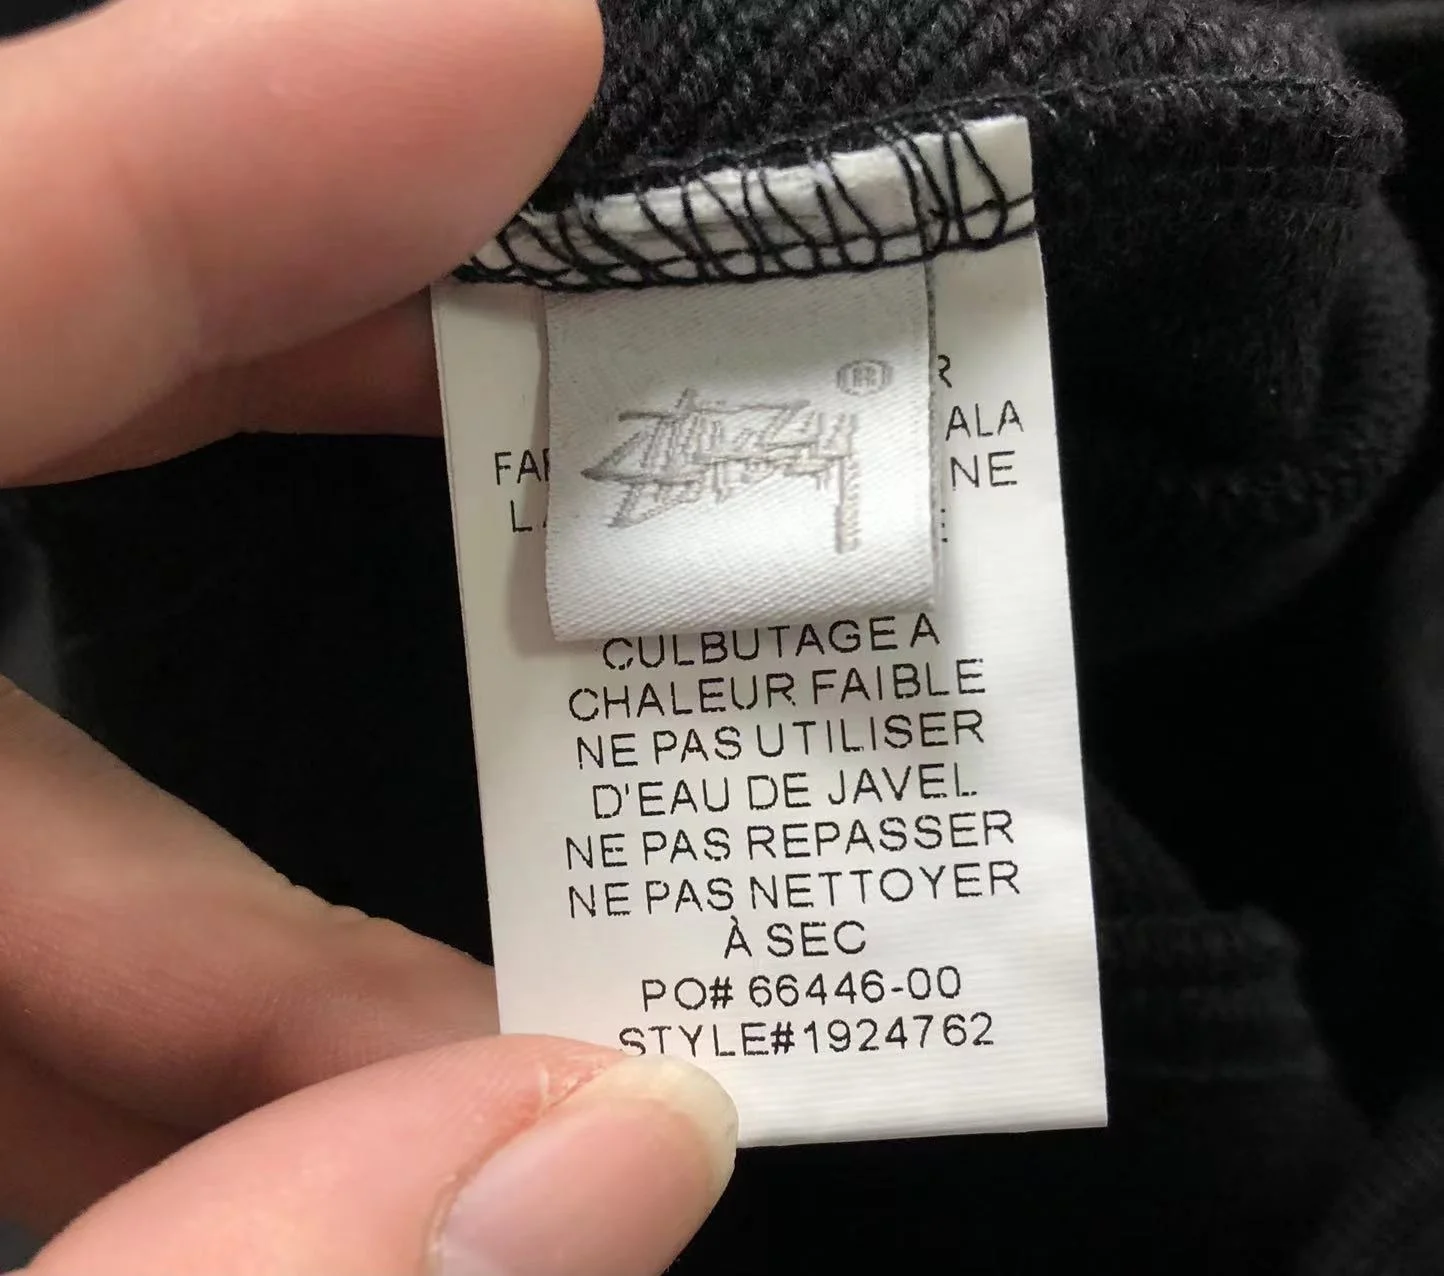 ®
R
ALA
FA NE
L
CULBUTAGE A
CHALEUR FAIBLE
NE PAS UTILISER
D'EAU DE JAVEL
NE PAS REPASSER
NE PAS NETTOYER
À SEC
PO# 66446-00
STYLE#1924762